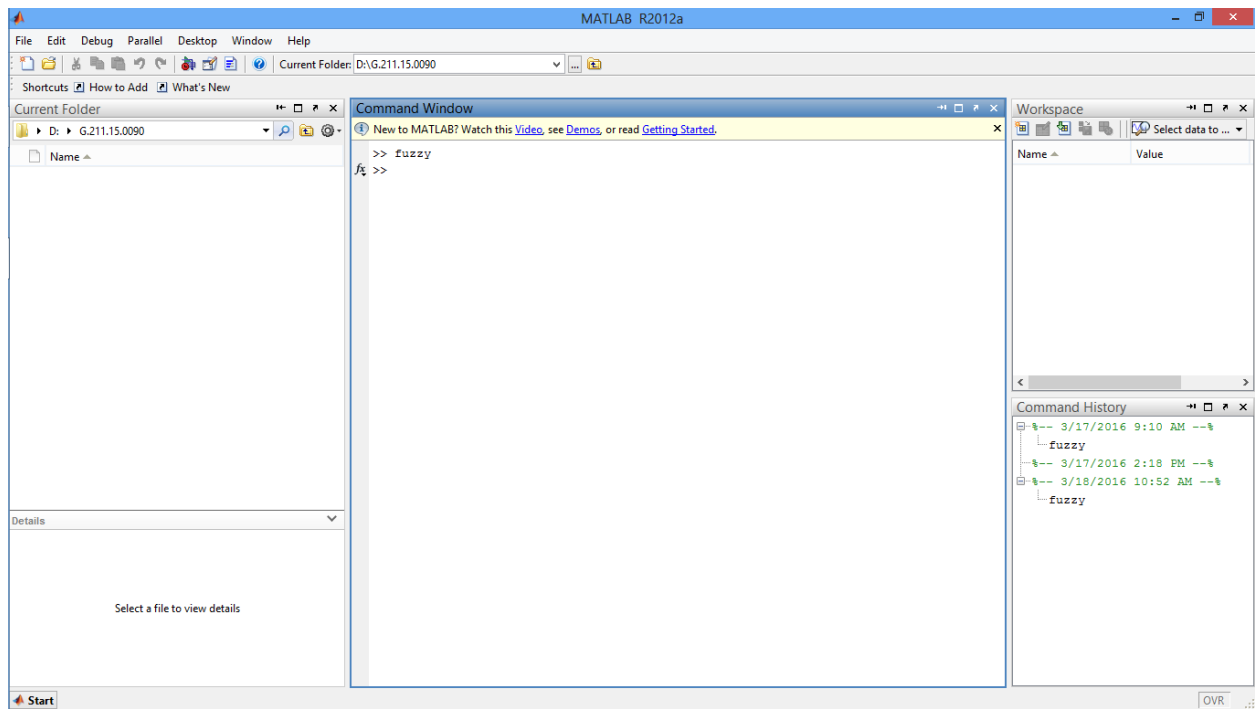 MATLAB R2012a
File Edit Debug Parallel Desktop Window Help
Current Folder: D:\G.211.15.0090
Shortcuts How to Add What's New
Current Folder
D: G.211.15.0090
Name
Details
Select a file to view details
Command Window
New to MATLAB? Watch this Video, see Demos, or read Getting Started.
>> fuzzy
fx >>
Workspace
Select data to ...
Name Value
Command History
%-- 3/17/2016 9:10 AM --%
fuzzy
%-- 3/17/2016 2:18 PM --%
%-- 3/18/2016 10:52 AM --%
fuzzy
Start
OVR